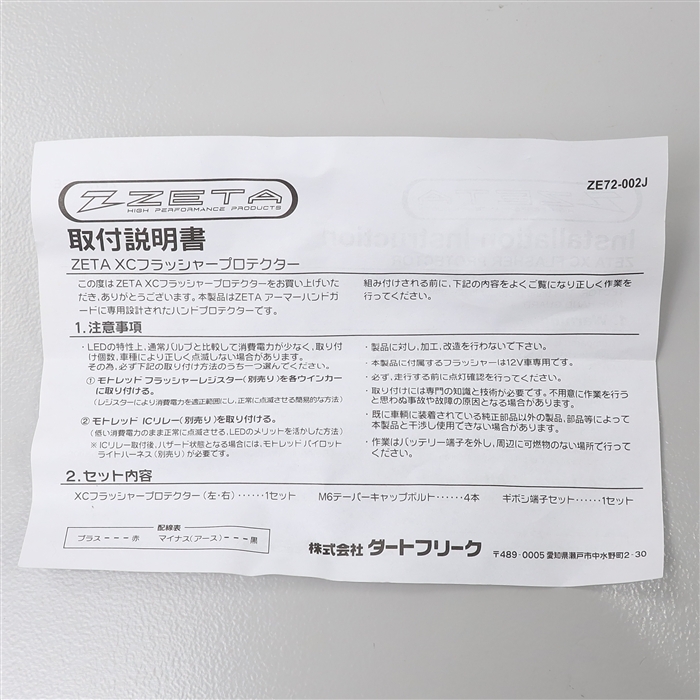 ZETA
HIGH PERFORMANCE PRODUCTS
ZE72-002J
取付説明書
ZETA XCフラッシャープロテクター
この度はZETA XCフラッシャープロテクターをお買い上げいた
だき、ありがとうございます。本製品はZETA アーマーハンドガ
ードに専用設計されたハンドプロテクターです。
組み付けされる前に、下記の内容をよくご覧になり正しく作業を
行ってください。
1.注意事項
・LEDの特性上、通常バルブと比較して消費電力が少なく、取り付
け個数、車種により正しく点滅しない場合があります。
その為、必ず下記の取り付け方法のうち一つ選んでください。
① モトレッド フラッシャーレジスター(別売り)を各ウインカー
に取り付ける。
(レジスターにより消費電力を適正範囲にし、正常に点滅させる簡易的な方法)
② モトレッド ICリレー(別売り)を取り付ける。
(低い消費電力のまま正常に点滅させる、LEDのメリットを活かした方法)
※ ICリレー取付後、ハザード状態となる場合には、モトレッド パイロット
ライトハーネス(別売り)が必要です。
・製品に対し、加工、改造を行わないで下さい。
・本製品に付属するフラッシャーは12V車専用です。
・必ず、走行する前に点灯確認を行ってください。
・取り付けには専門の知識と技術が必要です。不用意に作業を行う
と思わぬ事故や故障の原因となる場合があります。
・既に車輌に装着されている純正部品以外の製品、部品等によって
本製品と干渉し使用できない場合があります。
・作業はバッテリー端子を外し、周辺に可燃物のない場所で行って
ください。
2.セット内容
XCフラッシャープロテクター(左・右)……1セット M6テーパーキャップボルト……4本 ギボシ端子セット……1セット
配線表
プラス---赤 マイナス(アース)---黒
株式会社 ダートフリーク 〒489-0005 愛知県瀬戸市中水野町2-30